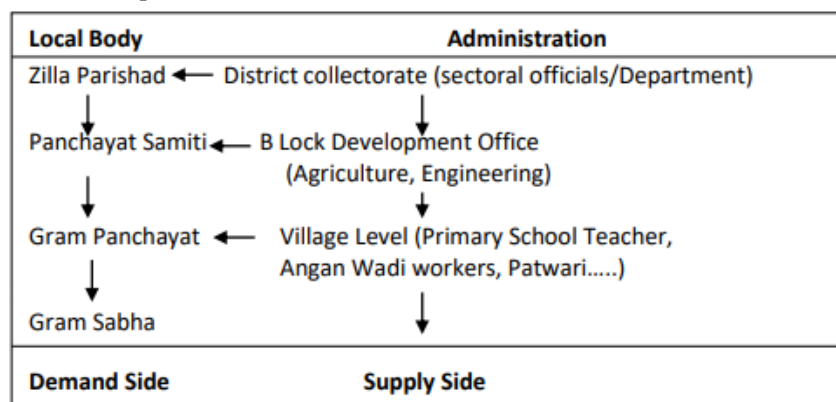 Local Body Administration
Zilla Parishad District collectorate (sectoral officials/Department)
Panchayat Samiti B Lock Development Office
(Agriculture, Engineering)
Gram Panchayat Village Level (Primary School Teacher,
Angan Wadi workers, Patwari.....)
Gram Sabha
Demand Side Supply Side